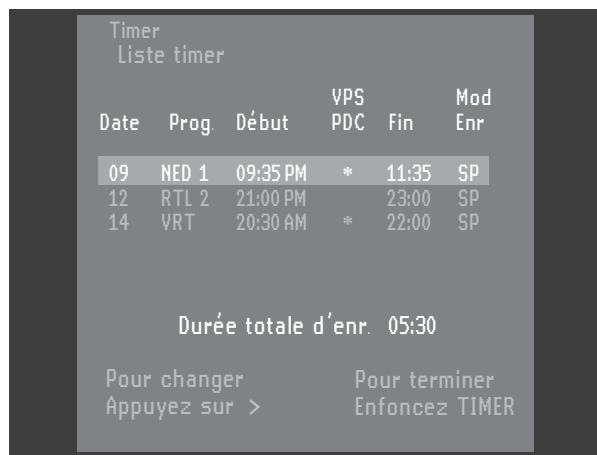 Timer
Liste timer
VPS Mod
Date Prog. Début PDC Fin Enr
09 NED 1 09:35 PM * 11:35 SP
12 RTL 2 21:00 PM 23:00 SP
14 VRT 20:30 AM * 22:00 SP
Durée totale d'enr. 05:30
Pour changer Pour terminer
Appuyez sur > Enfoncez TIMER